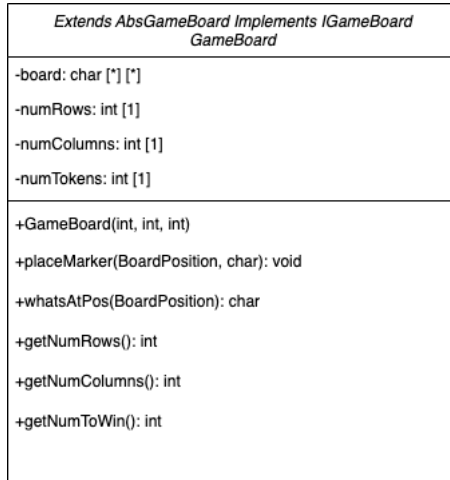 Extends AbsGameBoard Implements IGameBoard
GameBoard
-board: char [*] [*]
-numRows: int [1]
-numColumns: int [1]
-numTokens: int [1]
+GameBoard(int, int, int)
+placeMarker(BoardPosition, char): void
+whatsAtPos(BoardPosition): char
+getNumRows(): int
+getNumColumns(): int
+getNumToWin(): int